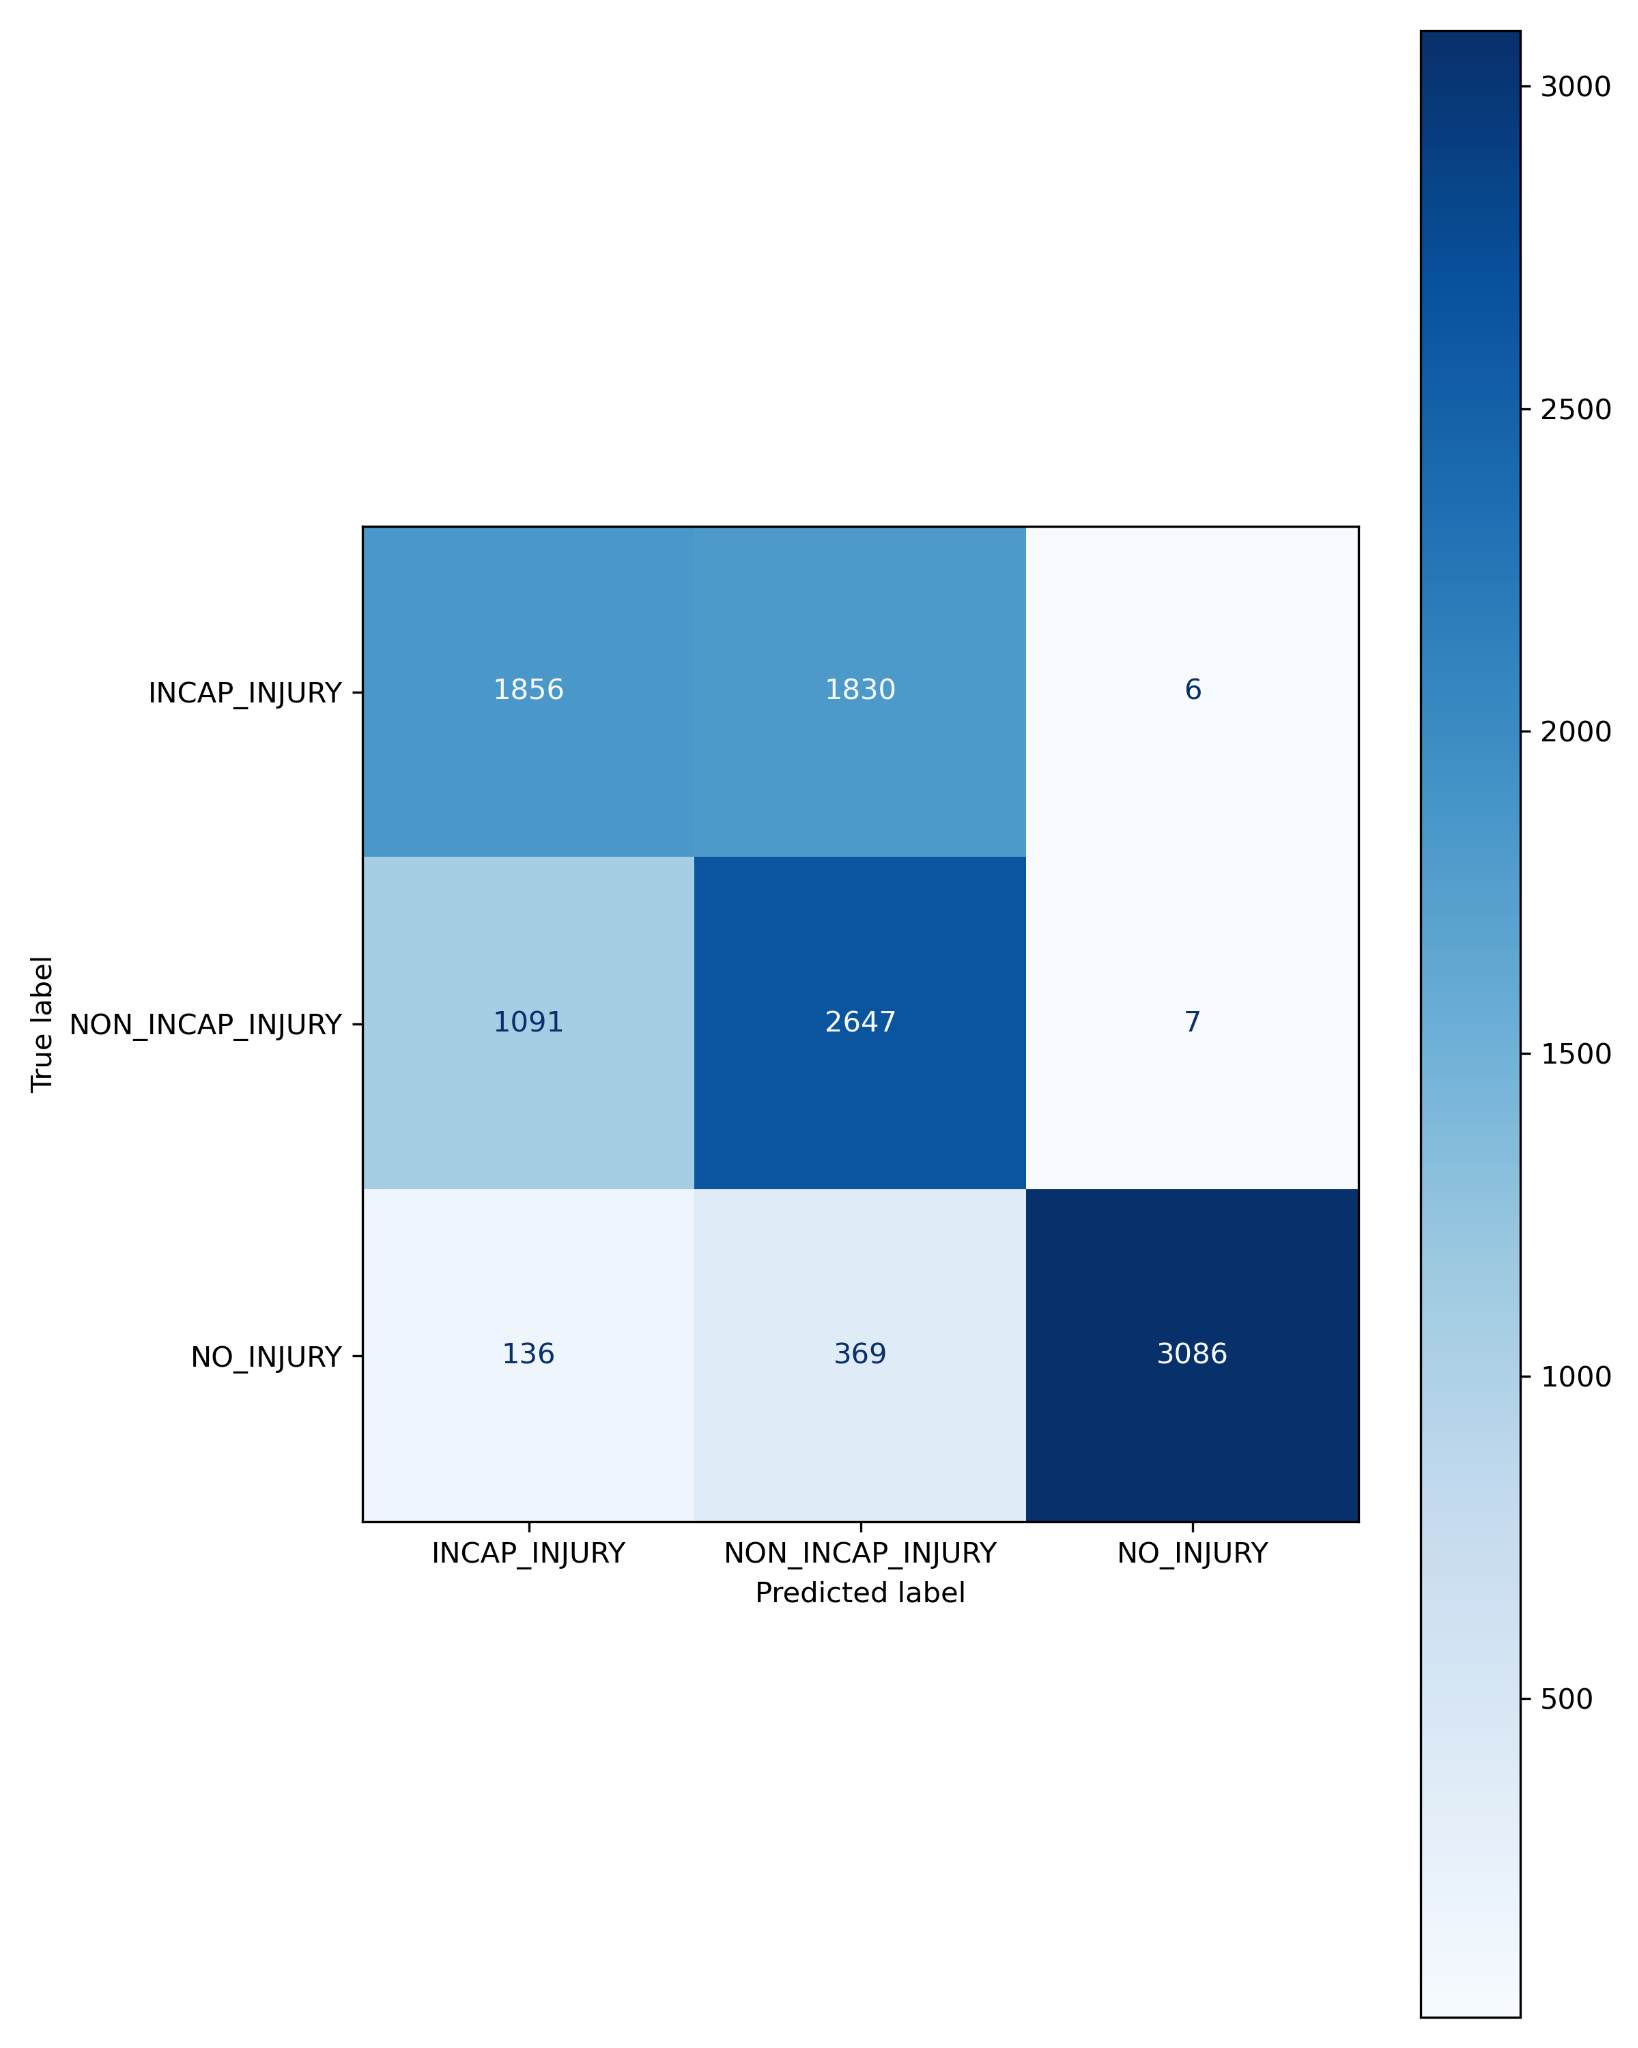 3000
2500
2000
1500
1000
500
True label
INCAP_INJURY 1856 1830 6
NON_INCAP_INJURY 1091 2647 7
NO_INJURY 136 369 3086
INCAP_INJURY NON_INCAP_INJURY NO_INJURY
Predicted label